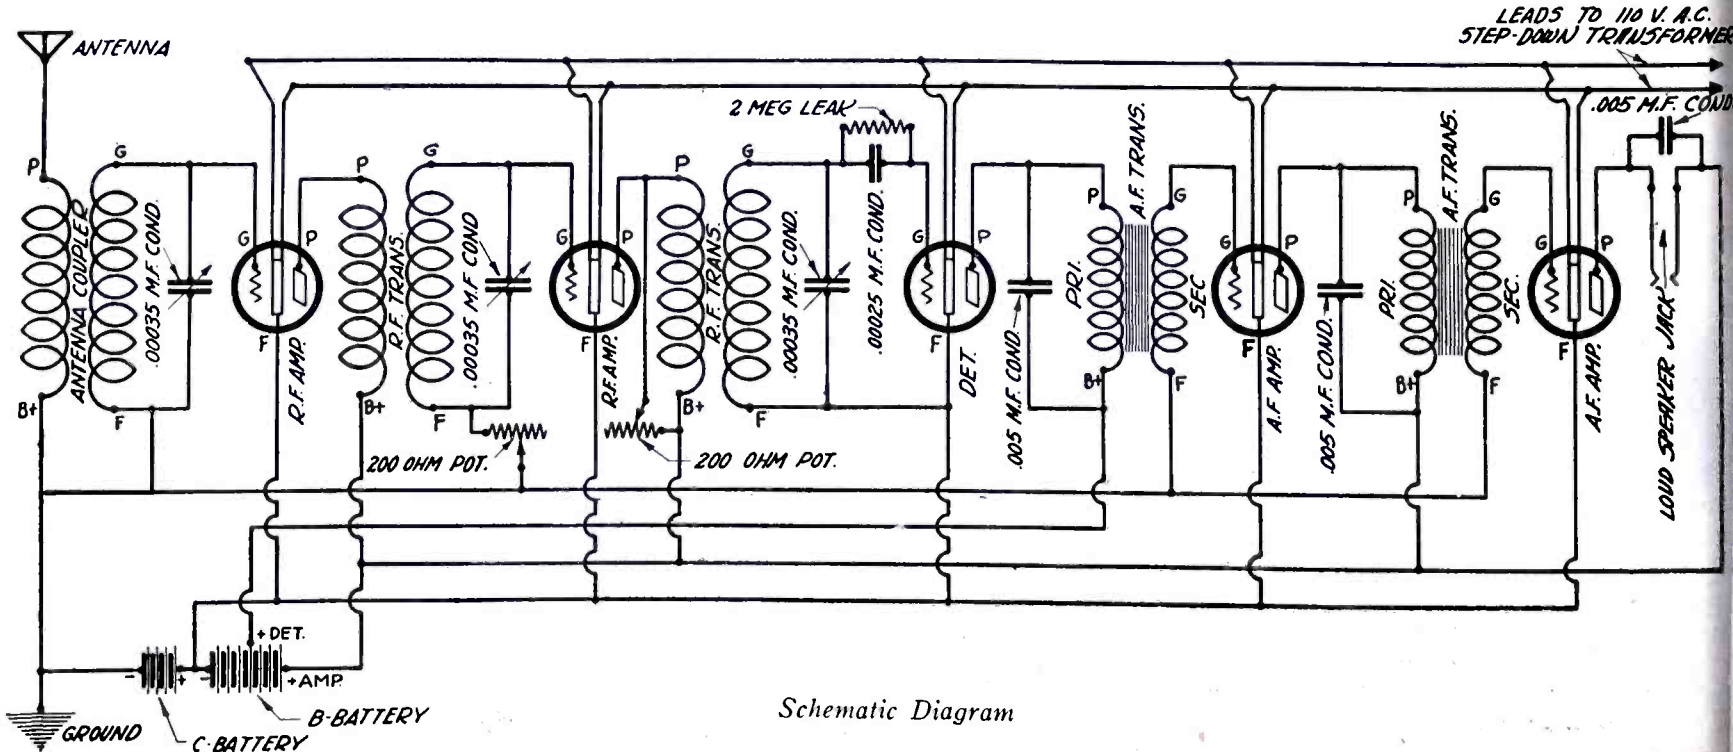 LEADS TO 110 V. A.C.
STEP-DOWN TRANSFORMER
ANTENNA
.005 M.F. COND
2 MEG LEAK
P
G
ANTENNA COUPLER
.00035 M.F. COND.
B+
F
G
P
F
R.F. AMP.
P
G
R.F. TRANS.
.00035 M.F. COND
B+
F
200 OHM POT.
G
P
F
R.F. AMP.
P
G
R.F. TRANS.
.00035 M.F. COND.
B+
F
200 OHM POT.
.00025 M.F. COND.
G
P
F
DET.
.005 M.F. COND.
A.F. TRANS.
P
G
PRI.
SEC
B+
F
G
P
F
A.F AMP.
.005 M.F. COND.
A.F. TRANS.
P
G
PRI.
SEC.
B+
F
G
P
F
A.F. AMP.
LOUD SPEAKER JACK
+ DET.
- + -
+ AMP.
B-BATTERY
C-BATTERY
GROUND
Schematic Diagram